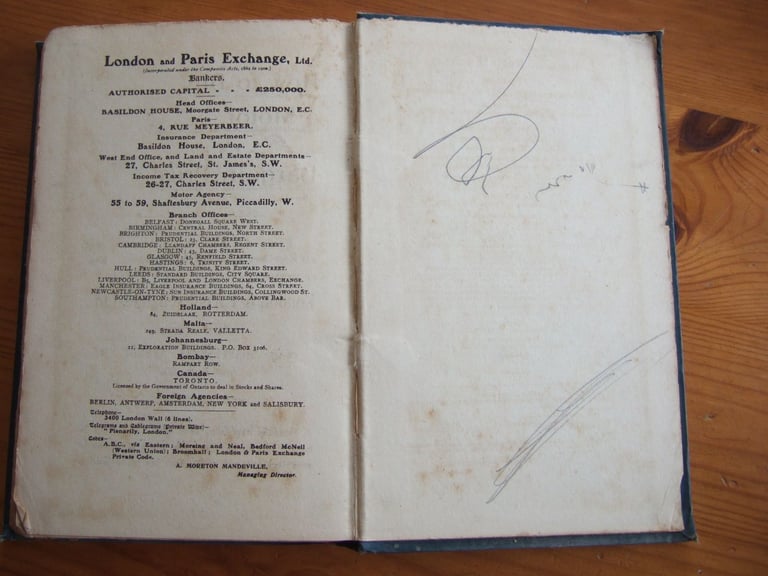 London and Paris Exchange, Ltd.
(Incorporated under the Companies Acts, 1862 to 1900.)
Bankers.
AUTHORISED CAPITAL - - - £250,000.
Head Offices—
BASILDON HOUSE, Moorgate Street, LONDON, E.C.
Paris—
4, RUE MEYERBEER.
Insurance Department—
Basildon House, London, E.C.
West End Office, and Land and Estate Departments—
27, Charles Street, St. James's, S.W.
Income Tax Recovery Department—
26-27, Charles Street, S.W.
Motor Agency—
55 to 59, Shaftesbury Avenue, Piccadilly, W.
Branch Offices—
BELFAST: DONEGALL SQUARE WEST.
BIRMINGHAM: CENTRAL HOUSE, NEW STREET.
BRIGHTON: PRUDENTIAL BUILDINGS, NORTH STREET.
BRISTOL: 23, CLARE STREET.
CAMBRIDGE: LLANDAFF CHAMBERS, REGENT STREET.
DUBLIN: 43, DAME STREET.
GLASGOW: 45, RENFIELD STREET.
HASTINGS: 6, TRINITY STREET.
HULL: PRUDENTIAL BUILDINGS, KING EDWARD STREET.
LEEDS: STANDARD BUILDINGS, CITY SQUARE.
LIVERPOOL: B5, LIVERPOOL AND LONDON CHAMBERS, EXCHANGE.
MANCHESTER: EAGLE INSURANCE BUILDINGS, 64, CROSS STREET.
NEWCASTLE-ON-TYNE: SUN INSURANCE BUILDINGS, COLLINGWOOD ST.
SOUTHAMPTON: PRUDENTIAL BUILDINGS, ABOVE BAR.
Holland—
84, ZUIDBLAAK, ROTTERDAM.
Malta—
249, STRADA REALE, VALLETTA.
Johannesburg—
11, EXPLORATION BUILDINGS. P.O. BOX 3106.
Bombay—
RAMPART ROW.
Canada—
TORONTO.
Licensed by the Government of Ontario to deal in Stocks and Shares.
Foreign Agencies—
BERLIN, ANTWERP, AMSTERDAM, NEW YORK and SALISBURY.
Telephone—
3400 London Wall (6 lines).
Telegrams and Cablegrams (Private Wire)—
"Plenarily, London."
Codes—
A.B.C., via Eastern; Moreing and Neal, Bedford McNeil
(Western Union); Broomhall; London & Paris Exchange
Private Code.
A. MORETON MANDEVILLE,
Managing Director.